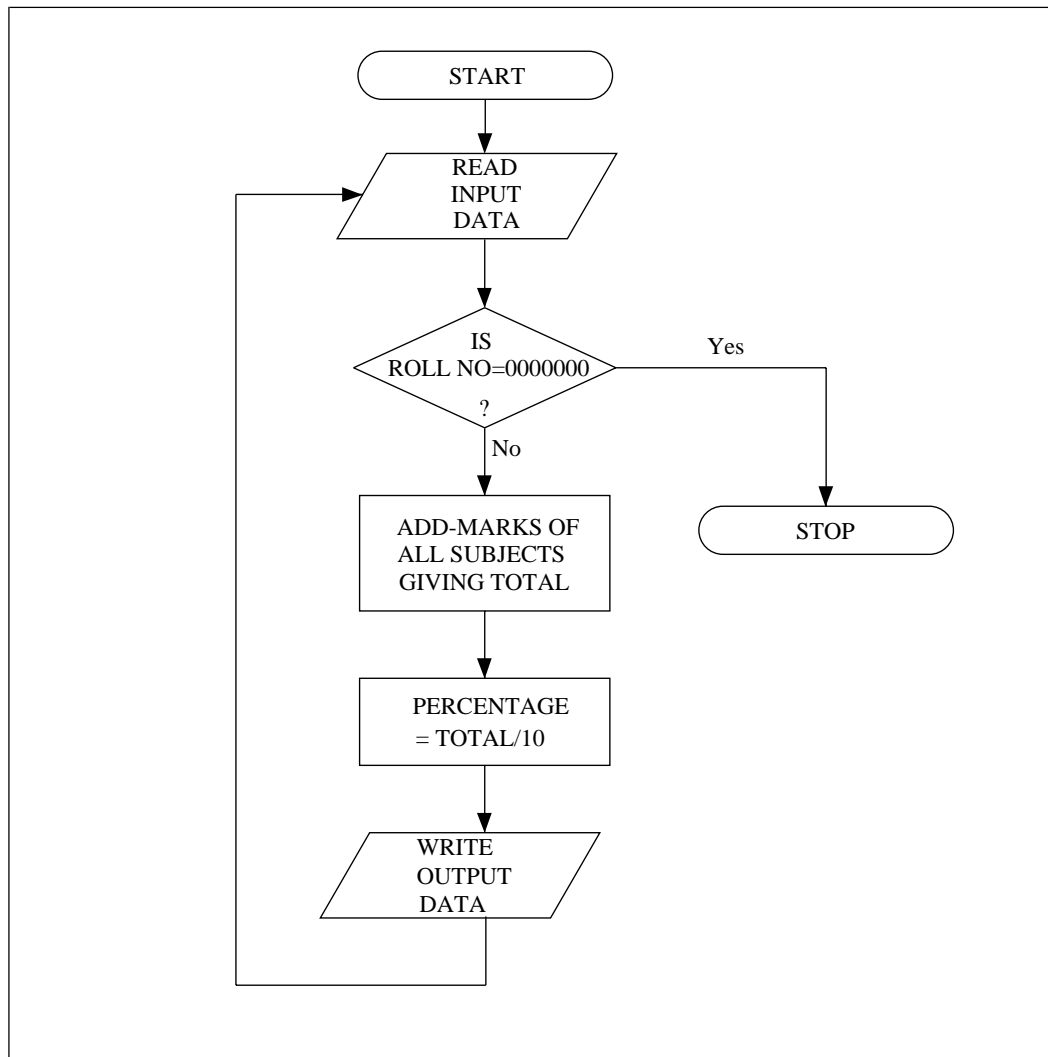 START
READ
INPUT
DATA
IS
ROLL NO=0000000
?
Yes
No
ADD-MARKS OF
ALL SUBJECTS
GIVING TOTAL
STOP
PERCENTAGE
= TOTAL/10
WRITE
OUTPUT
DATA